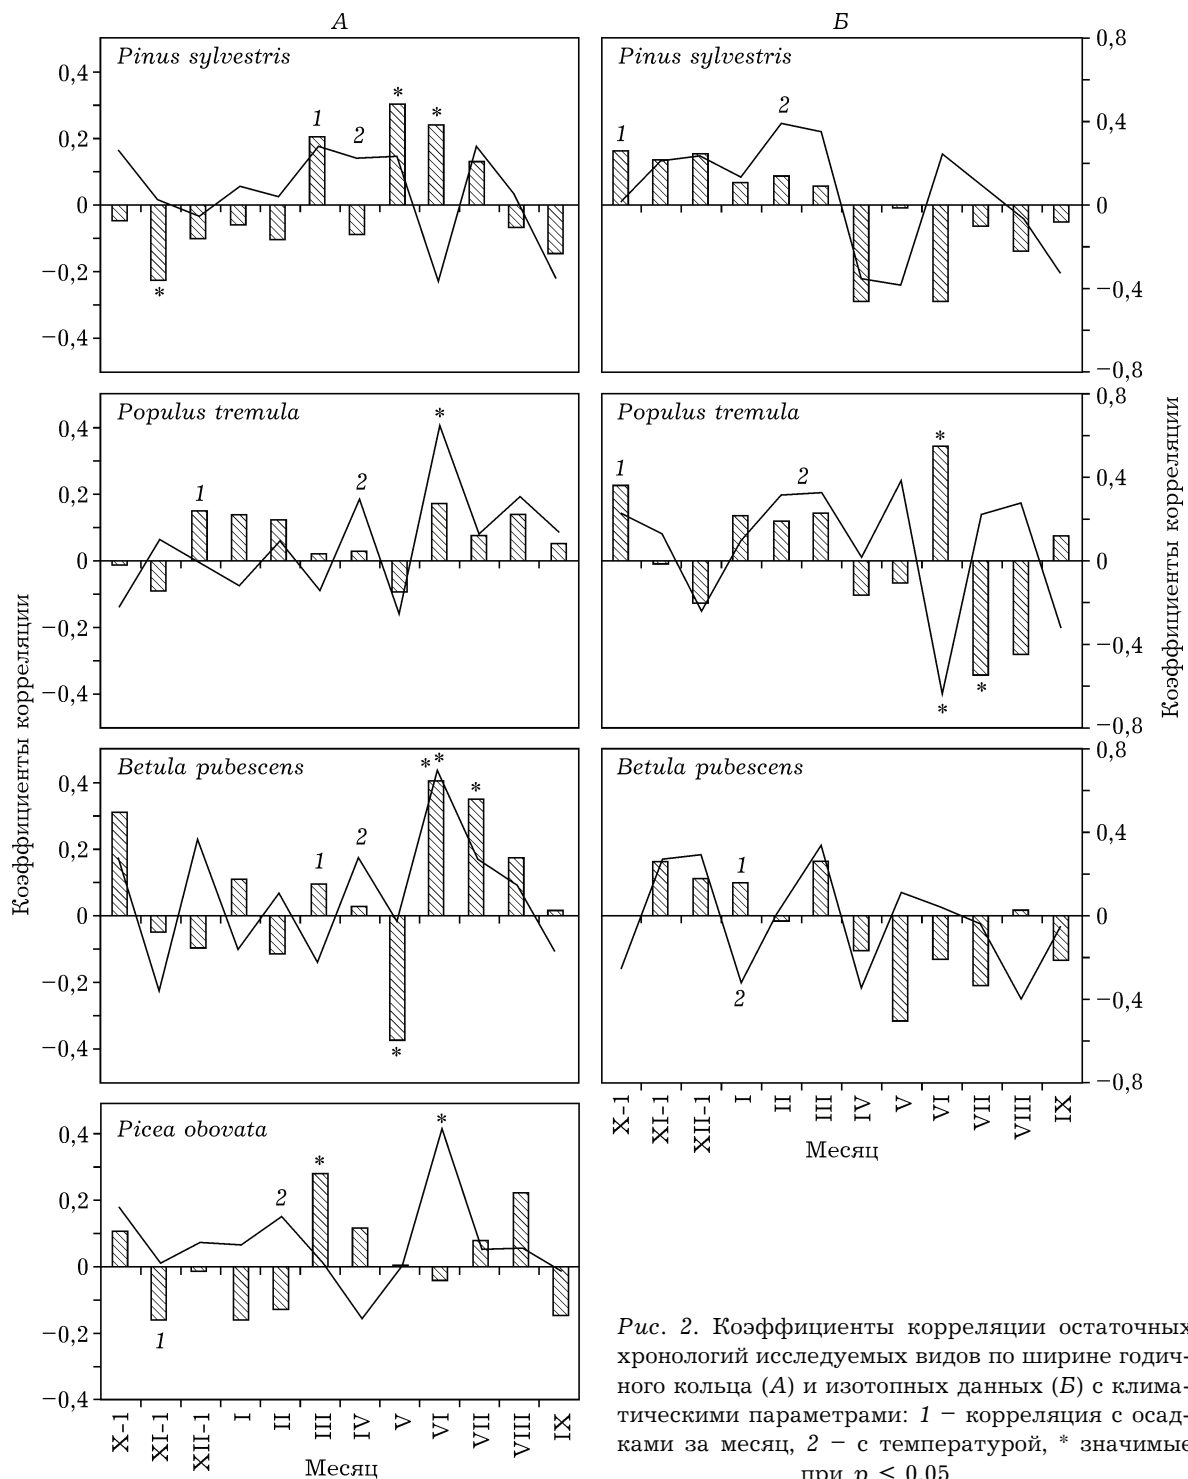 А
Б
Pinus sylvestris
0,4
0,2
0
−0,2
−0,4
1
2
*
*
*
Pinus sylvestris
0,8
0,4
0
−0,4
−0,8
1
2
Populus tremula
0,4
0,2
0
−0,2
−0,4
1
2
*
Populus tremula
0,8
0,4
0
−0,4
−0,8
1
2
*
*
*
Коэффициенты корреляции
Коэффициенты корреляции
Betula pubescens
0,4
0,2
0
−0,2
−0,4
1
2
**
*
*
Betula pubescens
0,8
0,4
0
−0,4
−0,8
1
2
X-1 XI-1 XII-1 I II III IV V VI VII VIII IX
Месяц
Picea obovata
0,4
0,2
0
−0,2
−0,4
1
2
*
*
X-1 XI-1 XII-1 I II III IV V VI VII VIII IX
Месяц
Рис. 2. Коэффициенты корреляции остаточных
хронологий исследуемых видов по ширине годич-
ного кольца (А) и изотопных данных (Б) с клима-
тическими параметрами: 1 − корреляция с осад-
ками за месяц, 2 − с температурой, * значимые
при p < 0,05